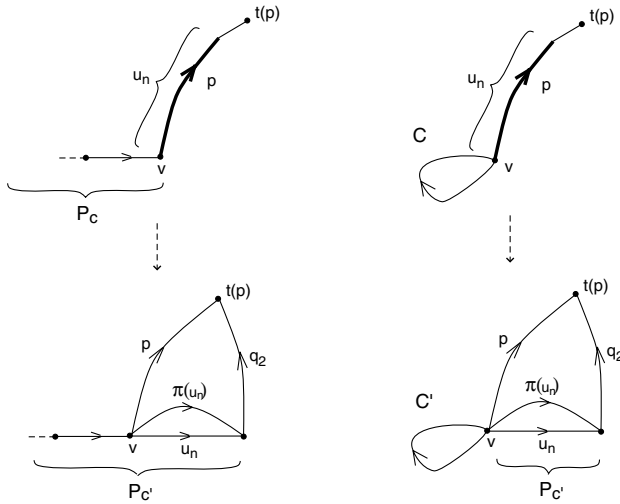 t(p)
u_n
p
v
P_c
t(p)
u_n
p
C
v
t(p)
p
q_2
π(u_n)
v
u_n
P_c'
t(p)
p
q_2
π(u_n)
C'
v
u_n
P_c'